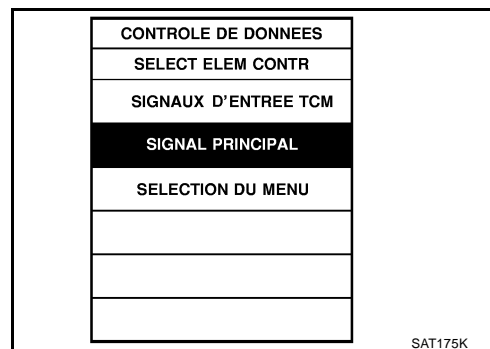 CONTROLE DE DONNEES
SELECT ELEM CONTR
SIGNAUX D'ENTREE TCM
SIGNAL PRINCIPAL
SELECTION DU MENU
SAT175K